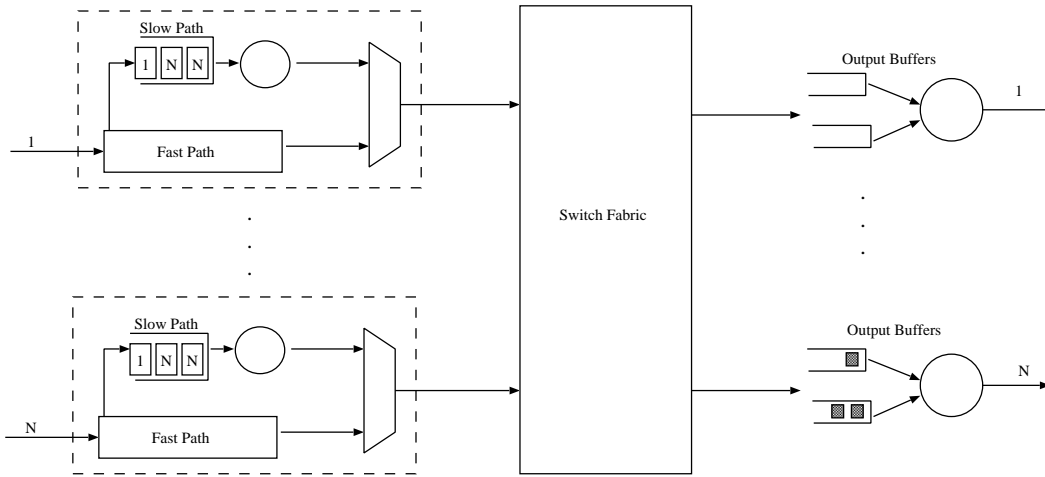 Slow Path
1 N N
1
Fast Path
Switch Fabric
Output Buffers
1
Slow Path
1 N N
N
Fast Path
Output Buffers
N